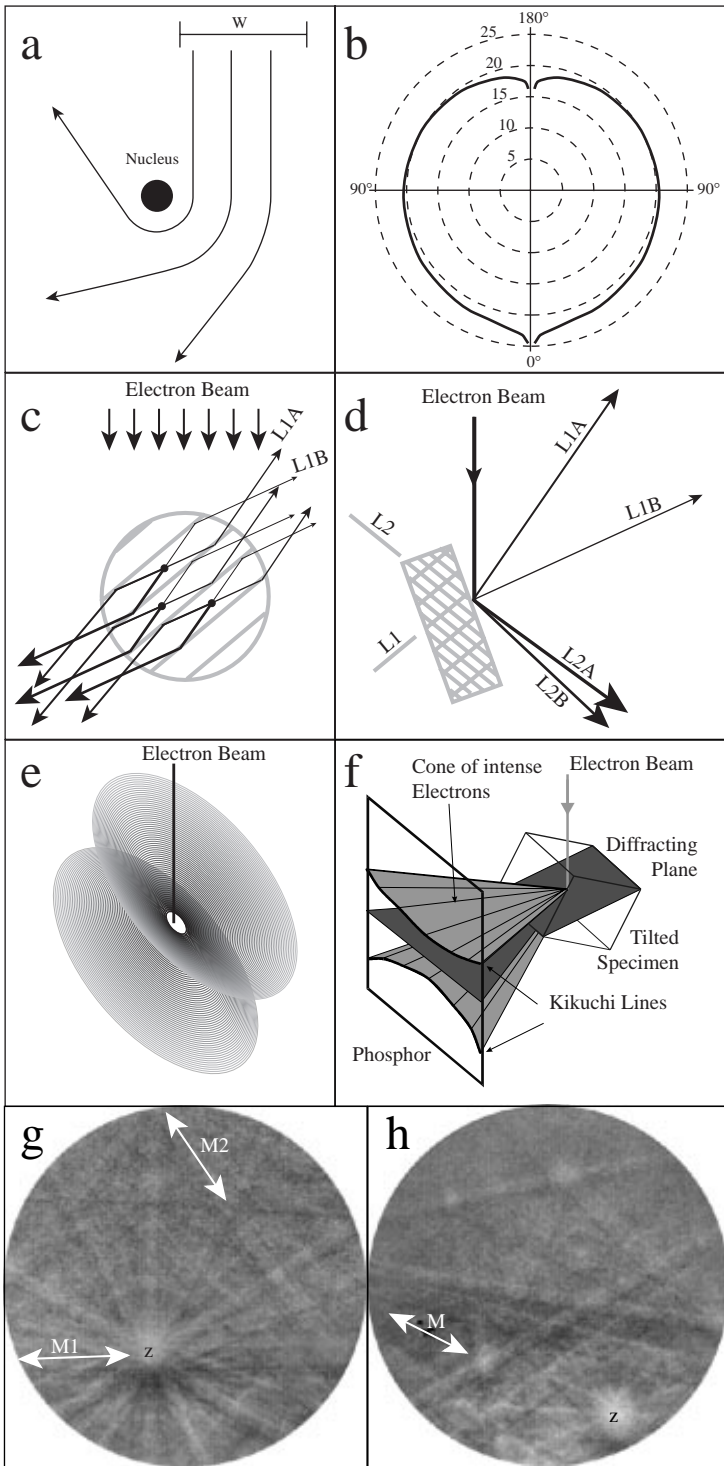 a
W
Nucleus
b
180°
25
20
15
10
5
90°
90°
0°
c
Electron Beam
L1A
L1B
d
Electron Beam
L1A
L1B
L2
L1
L2A
L2B
e
Electron Beam
f
Cone of intense
Electrons
Electron Beam
Diffracting
Plane
Tilted
Specimen
Kikuchi Lines
Phosphor
g
M2
M1
z
h
M
z